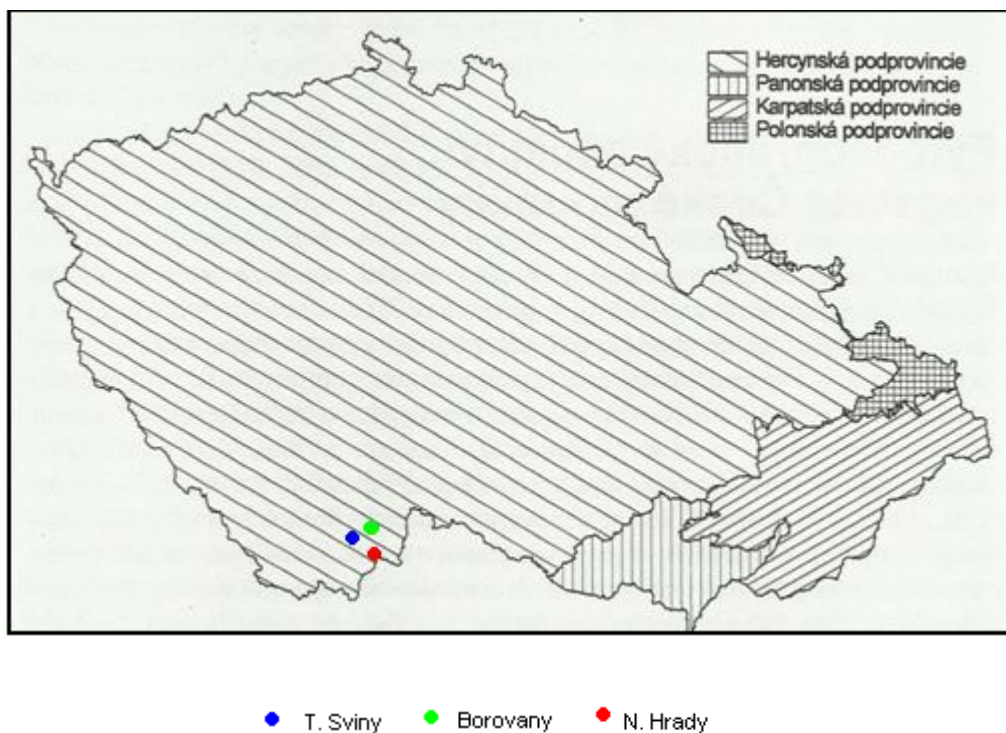 Hercynská podprovincie
Panonská podprovincie
Karpatská podprovincie
Polonská podprovincie
T. Sviny
Borovany
N. Hrady